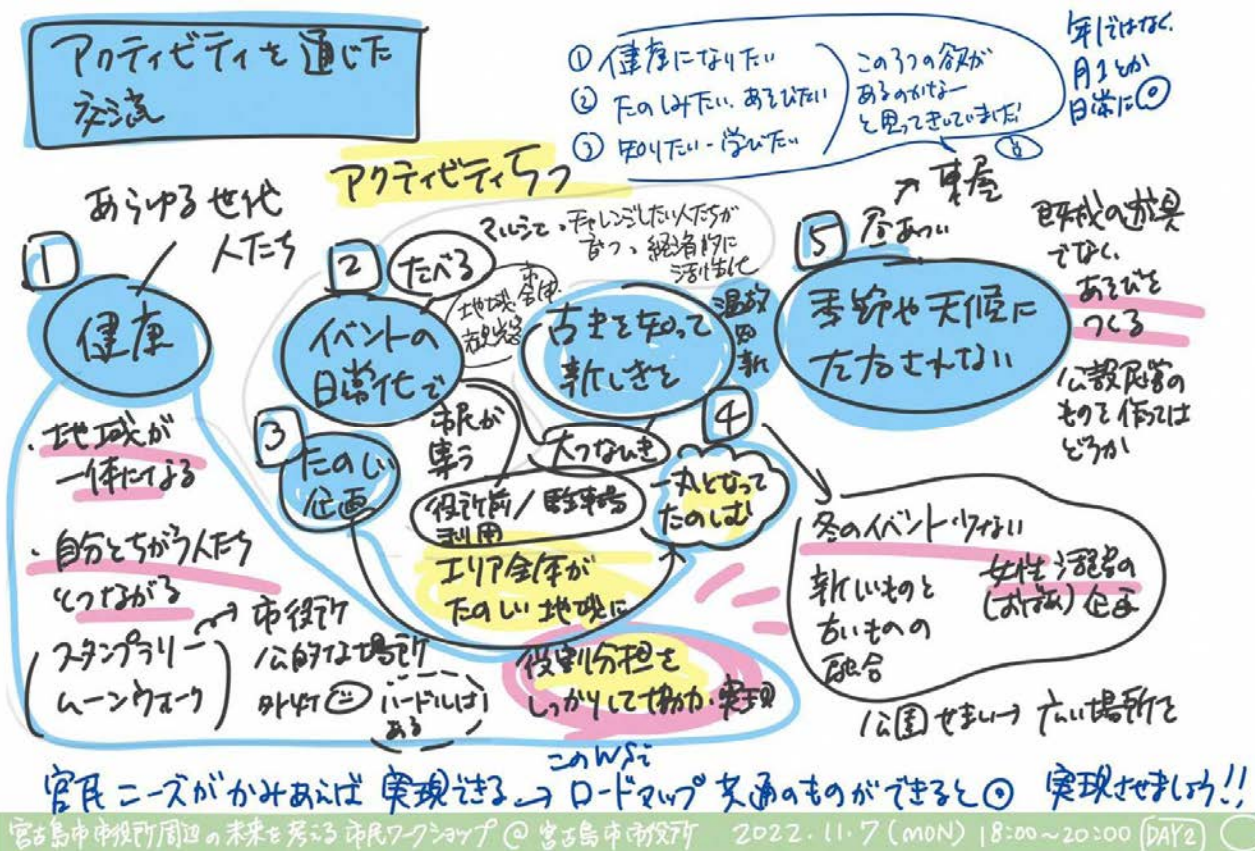 アクティビティを通じた
交流
① 健康になりたい
② たのしみたい、あそびたい
③ 知りたい-学びたい
この3つの欲が
あるのかなー
と思ってきいていました!
年1ではなく
月1とか
日常に◎
アクティビティ5つ
あらゆる世代
人たち
1
健康
・地域が
一体になる
・自分とちがう人たち
とつながる
スタンプラリー
ムーンウォーク
→市役所
公的な場所
ハードルは
ある
2
たべる
マルシェ→チャレンジしたい人たちが
育つ、経済的に
活性化
イベントの
日常化で
地域
市全体
市民が
集う
大つなひき
役所前/駐車場
利用
3
たのしい
企画
エリア全体が
たのしい地域に
古きを知って
新しきを
温故
知新
4
一丸となって
たのしむ
役割分担を
しっかりして協力・実現
5
昼あつい
↗東屋
季節や天候に
左右されない
既成の道具
でなく、
あそびを
つくる
公設民営の
ものを作っては
どうか
冬のイベント少ない
新しいものと
古いものの
融合
女性活躍の
(おばあ)企画
公園せまい→広い場所を
このWSで
官民ニーズがかみあえば実現できる→ロードマップ共通のものができると◎ 実現させましょう!!
宮古島市市役所周辺の未来を考える市民ワークショップ@宮古島市市役所 2022.11.7(MON) 18:00~20:00 DAY2